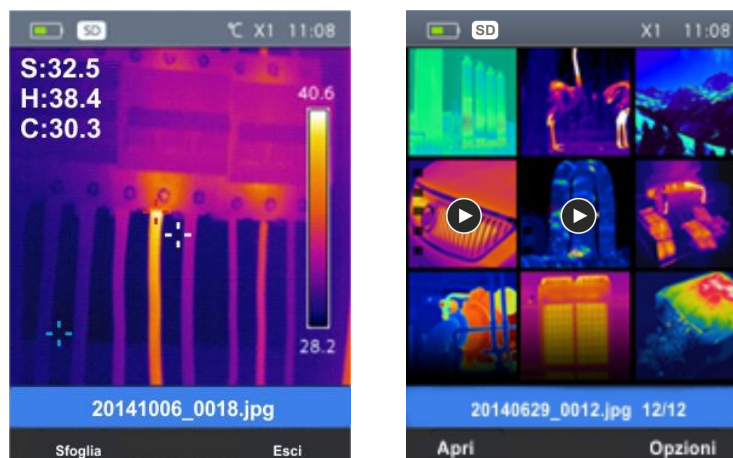 SD ℃ X1 11:08
S:32.5
H:38.4
C:30.3
40.6
28.2
20141006_0018.jpg
Sfoglia Esci
SD X1 11:08
20140629_0012.jpg 12/12
Apri Opzioni